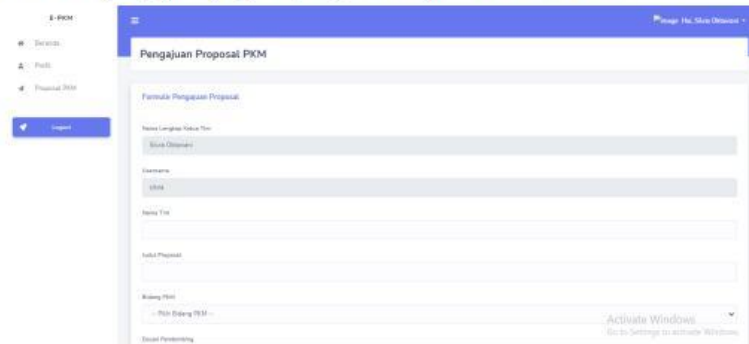 E-PKM
Image Hai, Silvia Oktaviani
Beranda
Profil
Proposal PKM
Logout
Pengajuan Proposal PKM
Formulir Pengajuan Proposal
Nama Lengkap Ketua Tim
Silvia Oktaviani
Username
silvia
Nama Tim
Judul Proposal
Bidang PKM
-- Pilih Bidang PKM --
Dosen Pembimbing
Activate Windows
Go to Settings to activate Windows.